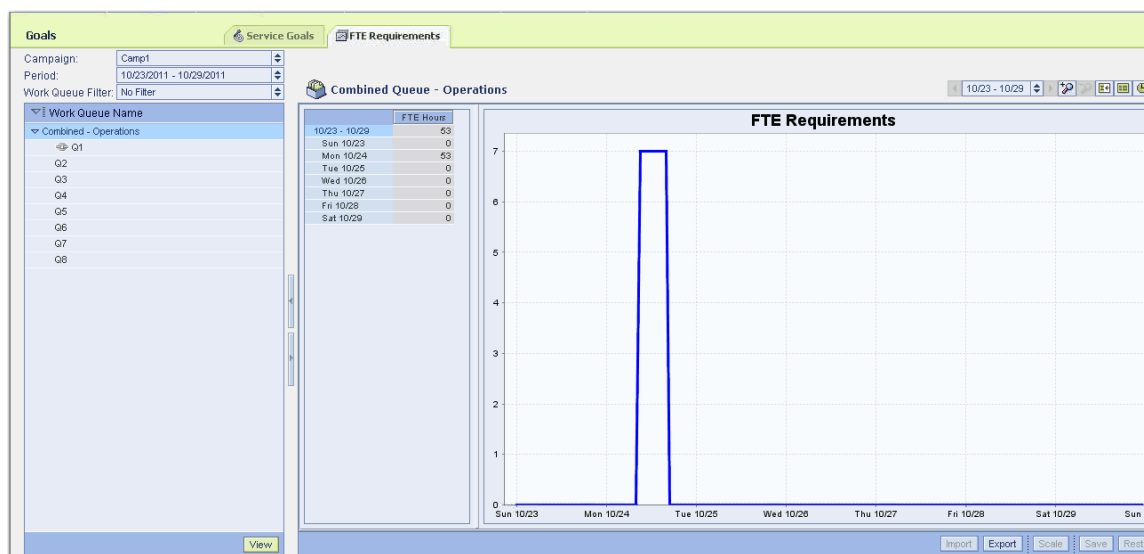 Goals
Service Goals
FTE Requirements
Campaign: Camp1
Period: 10/23/2011 - 10/29/2011
Work Queue Filter: No Filter
Combined Queue - Operations
10/23 - 10/29
Work Queue Name
Combined - Operations
Q1
Q2
Q3
Q4
Q5
Q6
Q7
Q8
FTE Hours
10/23 - 10/29 53
Sun 10/23 0
Mon 10/24 53
Tue 10/25 0
Wed 10/26 0
Thu 10/27 0
Fri 10/28 0
Sat 10/29 0
FTE Requirements
7
6
5
4
3
2
1
0
Sun 10/23 Mon 10/24 Tue 10/25 Wed 10/26 Thu 10/27 Fri 10/28 Sat 10/29 Sun
View
Import Export Scale Save Rest